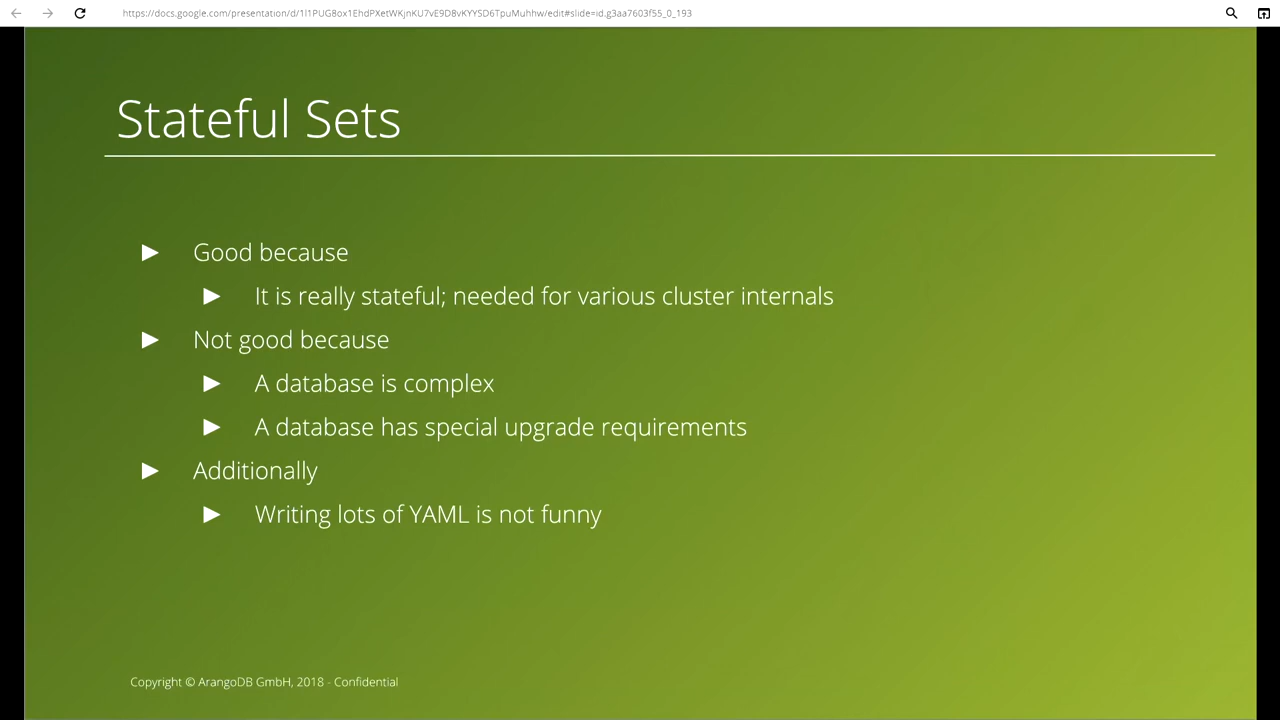 https://docs.google.com/presentation/d/1l1PUG8ox1EhdPXetWKjnKU7vE9D8vKYYSD6TpuMuhhw/edit#slide=id.g3aa7603f55_0_193
Stateful Sets
Good because
It is really stateful; needed for various cluster internals
Not good because
A database is complex
A database has special upgrade requirements
Additionally
Writing lots of YAML is not funny
Copyright © ArangoDB GmbH, 2018 - Confidential